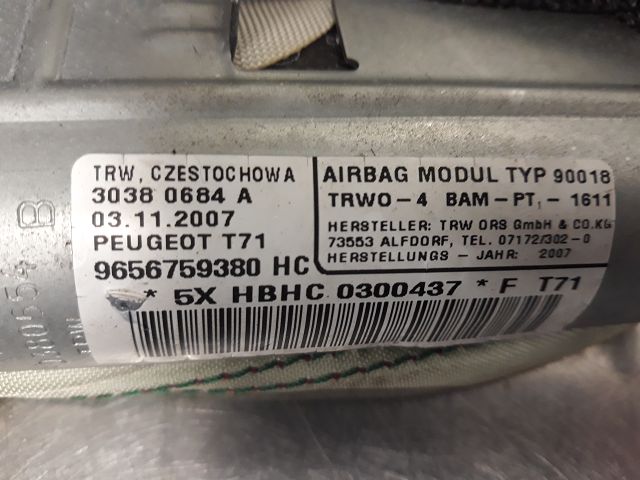 TRW, CZESTOCHOWA
3038 0684 A
03.11.2007
PEUGEOT T71
9656759380 HC
AIRBAG MODUL TYP 90018
TRWO-4 BAM-PT1-1611
HERSTELLER: TRW ORS GmbH & CO.KG
73553 ALFDORF, TEL. 07172/302-0
HERSTELLUNGS - JAHR: 2007
* 5X HBHC 0300437 * F T71
B